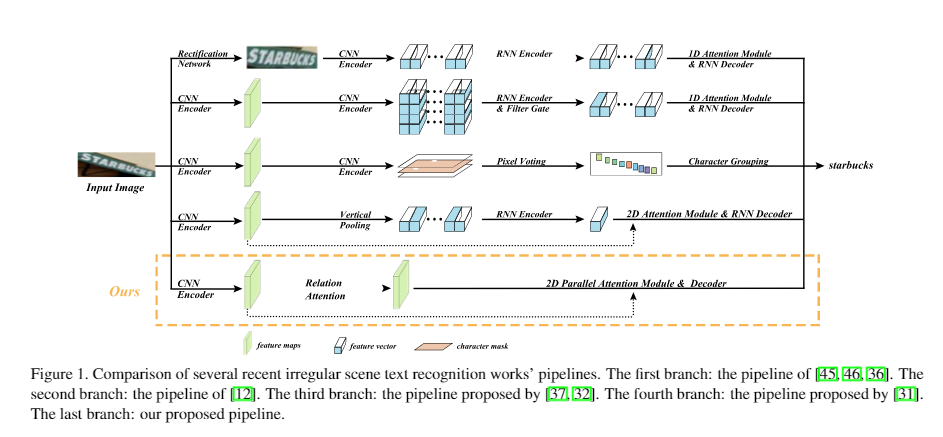 Rectification Network
STARBUCKS
CNN Encoder
RNN Encoder
1D Attention Module & RNN Decoder
CNN Encoder
CNN Encoder
RNN Encoder & Filter Gate
1D Attention Module & RNN Decoder
STARBUCKS
Input Image
CNN Encoder
CNN Encoder
Pixel Voting
Character Grouping
starbucks
CNN Encoder
Vertical Pooling
RNN Encoder
2D Attention Module & RNN Decoder
Ours
CNN Encoder
Relation Attention
2D Parallel Attention Module & Decoder
feature maps
feature vector
character mask
Figure 1. Comparison of several recent irregular scene text recognition works' pipelines. The first branch: the pipeline of [45, 46, 36]. The
second branch: the pipeline of [12]. The third branch: the pipeline proposed by [37, 32]. The fourth branch: the pipeline proposed by [31].
The last branch: our proposed pipeline.